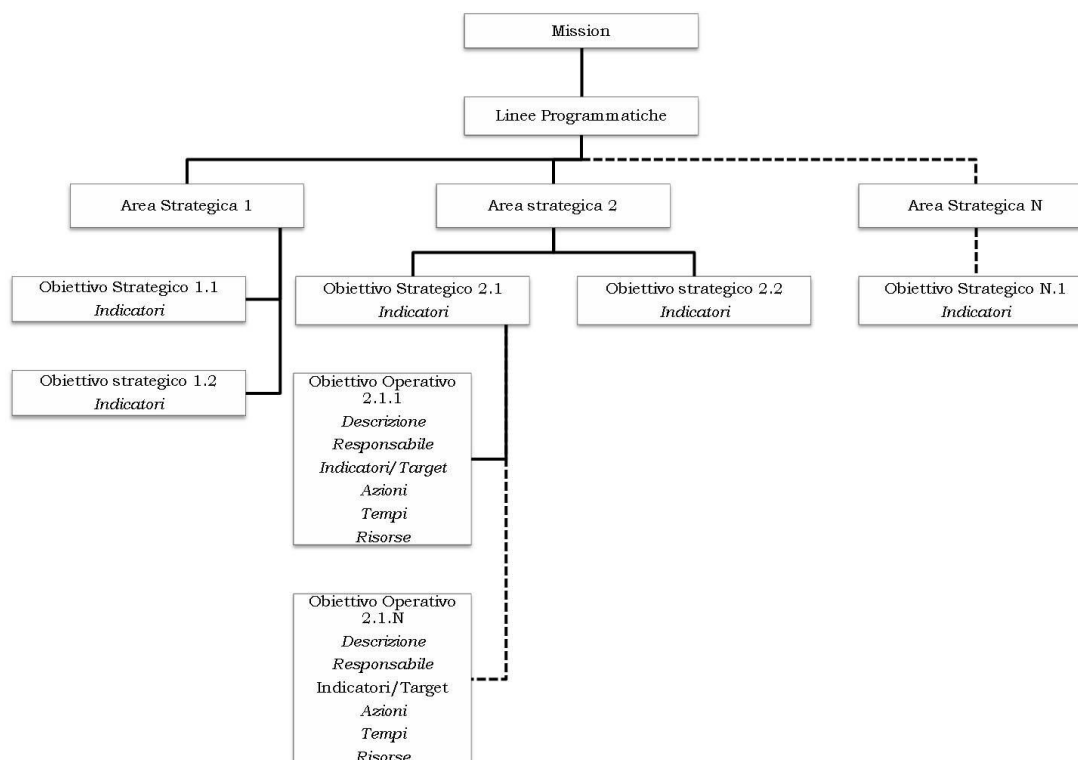 Mission
Linee Programmatiche
Area Strategica 1
Area strategica 2
Area Strategica N
Obiettivo Strategico 1.1
Indicatori
Obiettivo Strategico 2.1
Indicatori
Obiettivo strategico 2.2
Indicatori
Obiettivo Strategico N.1
Indicatori
Obiettivo strategico 1.2
Indicatori
Obiettivo Operativo
2.1.1
Descrizione
Responsabile
Indicatori/Target
Azioni
Tempi
Risorse
Obiettivo Operativo
2.1.N
Descrizione
Responsabile
Indicatori/Target
Azioni
Tempi
Risorse